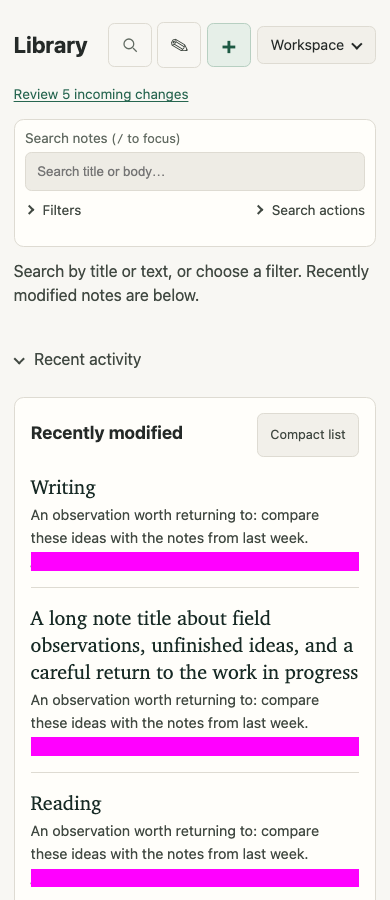 Library
Workspace
Review 5 incoming changes
Search notes (/ to focus)
Search title or body...
Filters
Search actions
Search by title or text, or choose a filter. Recently
modified notes are below.
Recent activity
Recently modified
Compact list
Writing
An observation worth returning to: compare
these ideas with the notes from last week.
A long note title about field
observations, unfinished ideas, and a
careful return to the work in progress
An observation worth returning to: compare
these ideas with the notes from last week.
Reading
An observation worth returning to: compare
these ideas with the notes from last week.